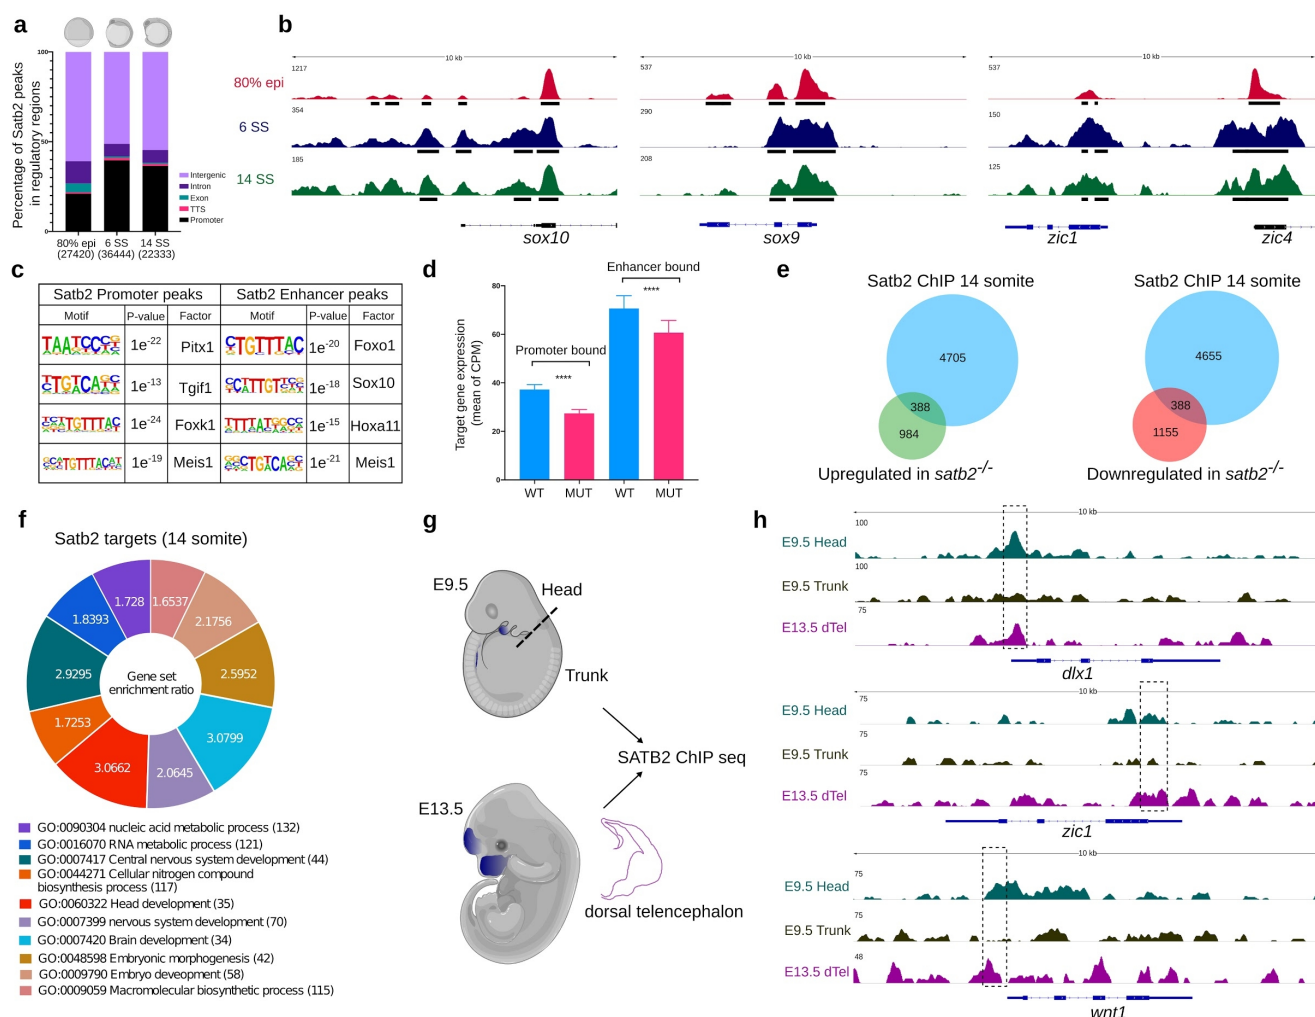 a
Percentage of Satb2 peaks
in regulatory regions
100
50
0
80% epi
(27420)
6 SS
(36444)
14 SS
(22333)
Intergenic
Intron
Exon
TTS
Promoter
b
80% epi
6 SS
14 SS
10 kb
1217
354
185
sox10
10 kb
537
290
208
sox9
10 kb
537
150
125
zic1
zic4
c
Satb2 Promoter peaks
Satb2 Enhancer peaks
Motif P-value Factor Motif P-value Factor
TAATCCC 1e-22 Pitx1 CTGTTTAC 1e-20 Foxo1
CTGTCA 1e-13 Tgif1 CCATTGT 1e-18 Sox10
TGTTTAC 1e-24 Foxk1 TTTTATGG 1e-15 Hoxa11
ATGTTTACAT 1e-19 Meis1 CTGTCA 1e-21 Meis1
d
Target gene expression
(mean of CPM)
80
60
40
20
0
Enhancer bound
****
Promoter bound
****
WT MUT WT MUT
e
Satb2 ChIP 14 somite
4705
388
984
Upregulated in satb2-/-
Satb2 ChIP 14 somite
4655
388
1155
Downregulated in satb2-/-
f
Satb2 targets (14 somite)
1.728
1.6537
2.1756
2.5952
3.0799
2.0645
3.0662
1.7253
2.9295
1.8393
Gene set
enrichment ratio
GO:0090304 nucleic acid metabolic process (132)
GO:0016070 RNA metabolic process (121)
GO:0007417 Central nervous system development (44)
GO:0044271 Cellular nitrogen compound
biosynthesis process (117)
GO:0060322 Head development (35)
GO:0007399 nervous system development (70)
GO:0007420 Brain development (34)
GO:0048598 Embryonic morphogenesis (42)
GO:0009790 Embryo deveopment (58)
GO:0009059 Macromolecular biosynthetic process (115)
g
E9.5
Head
Trunk
SATB2 ChIP seq
E13.5
dorsal telencephalon
h
10 kb
100
E9.5 Head
100
E9.5 Trunk
75
E13.5 dTel
dlx1
10 kb
E9.5 Head
75
75
E9.5 Trunk
75
E13.5 dTel
zic1
10 kb
75
E9.5 Head
75
E9.5 Trunk
48
E13.5 dTel
wnt1